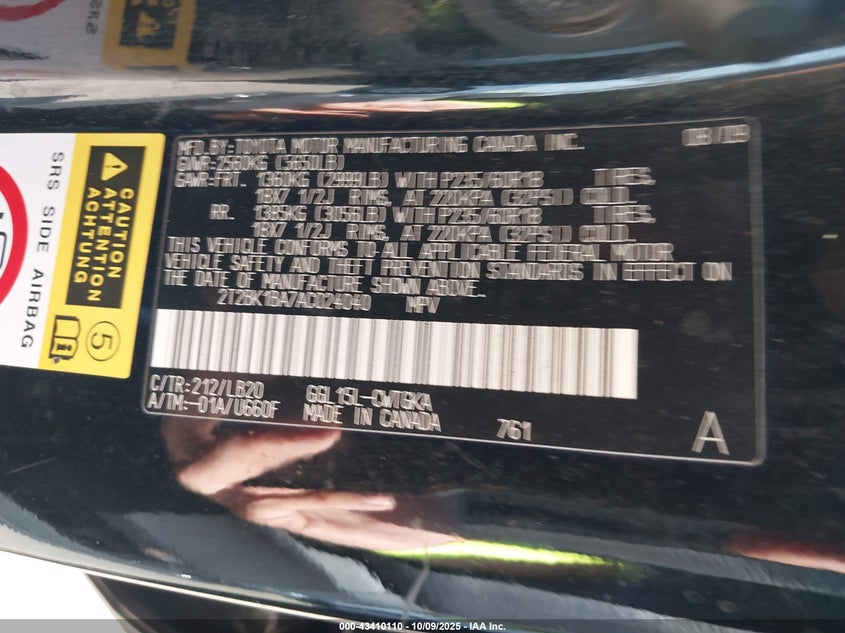 MFD.BY:TOYOTA MOTOR MANUFACTURING CANADA INC. 08/09
GVWR:2560KG (5650LB)
GAWR:FRT. 1360KG (2999LB) WITH P235/60R18 TIRES,
18X7 1/2J RIMS, AT 220KPA (32PSI) COLD.
RR. 1385KG (3056LB) WITH P235/60R18 TIRES,
18X7 1/2J RIMS, AT 220KPA (32PSI) COLD.
THIS VEHICLE CONFORMS TO ALL APPLICABLE FEDERAL MOTOR
VEHICLE SAFETY AND THEFT PREVENTION STANDARDS IN EFFECT ON
THE DATE OF MANUFACTURE SHOWN ABOVE.
2T2BK1BA7AC024040 MPV
C/TR:212/LB20 GGL15L-CWTGKA
A/TM:-01A/U660F MADE IN CANADA 761
A
CAUTION
ATTENTION
ACHTUNG
5
SRS SIDE AIRBAG
000-43410110 - 10/09/2025 - IAA Inc.